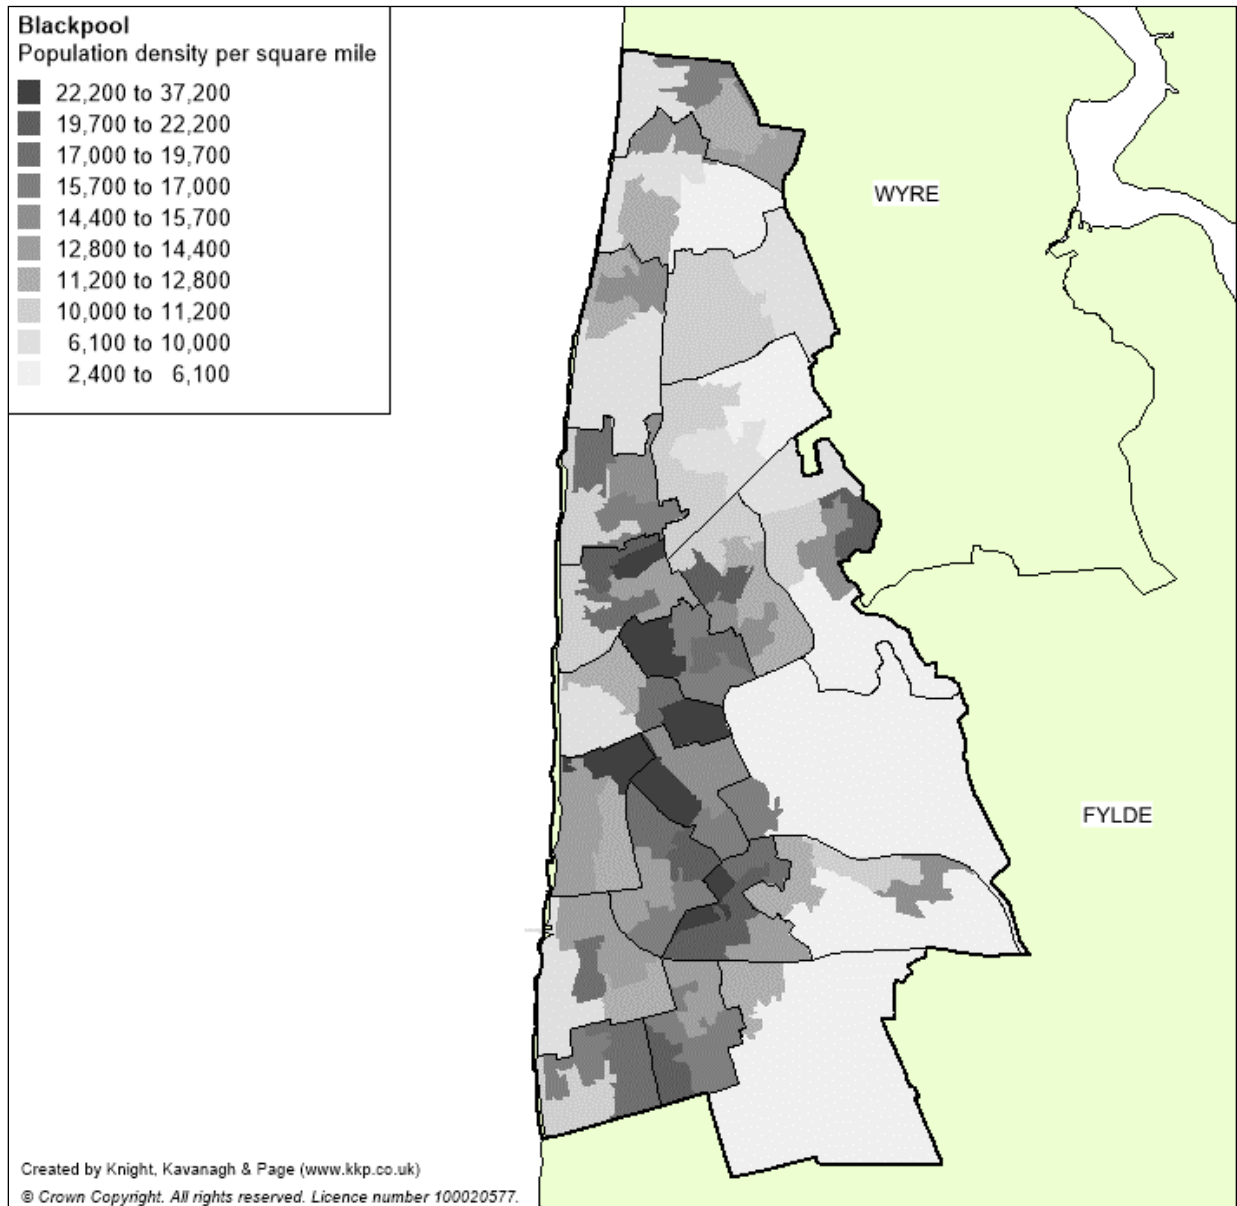 Blackpool
Population density per square mile
22,200 to 37,200
19,700 to 22,200
17,000 to 19,700
15,700 to 17,000
14,400 to 15,700
12,800 to 14,400
11,200 to 12,800
10,000 to 11,200
6,100 to 10,000
2,400 to 6,100
WYRE
FYLDE
Created by Knight, Kavanagh & Page (www.kkp.co.uk)
© Crown Copyright. All rights reserved. Licence number 100020577.